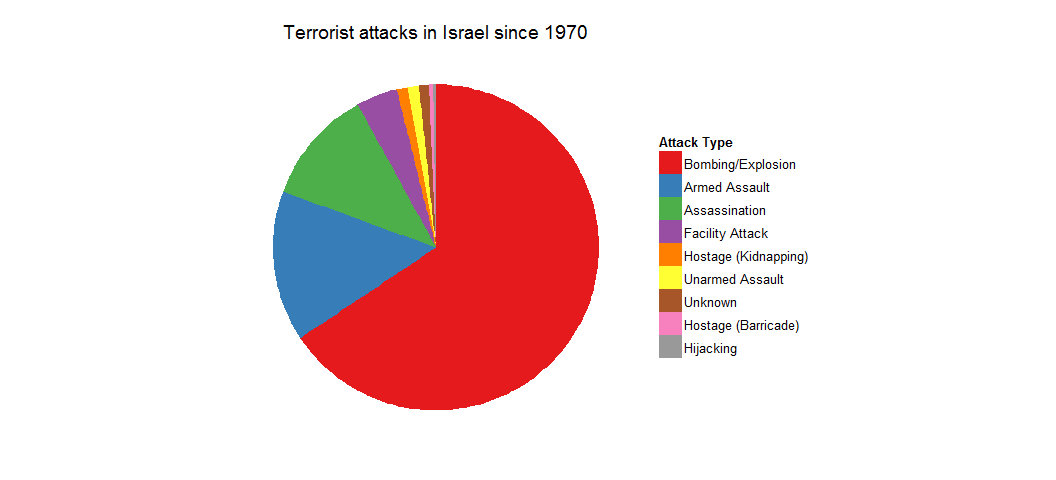 Terrorist attacks in Israel since 1970
Attack Type
Bombing/Explosion
Armed Assault
Assassination
Facility Attack
Hostage (Kidnapping)
Unarmed Assault
Unknown
Hostage (Barricade)
Hijacking